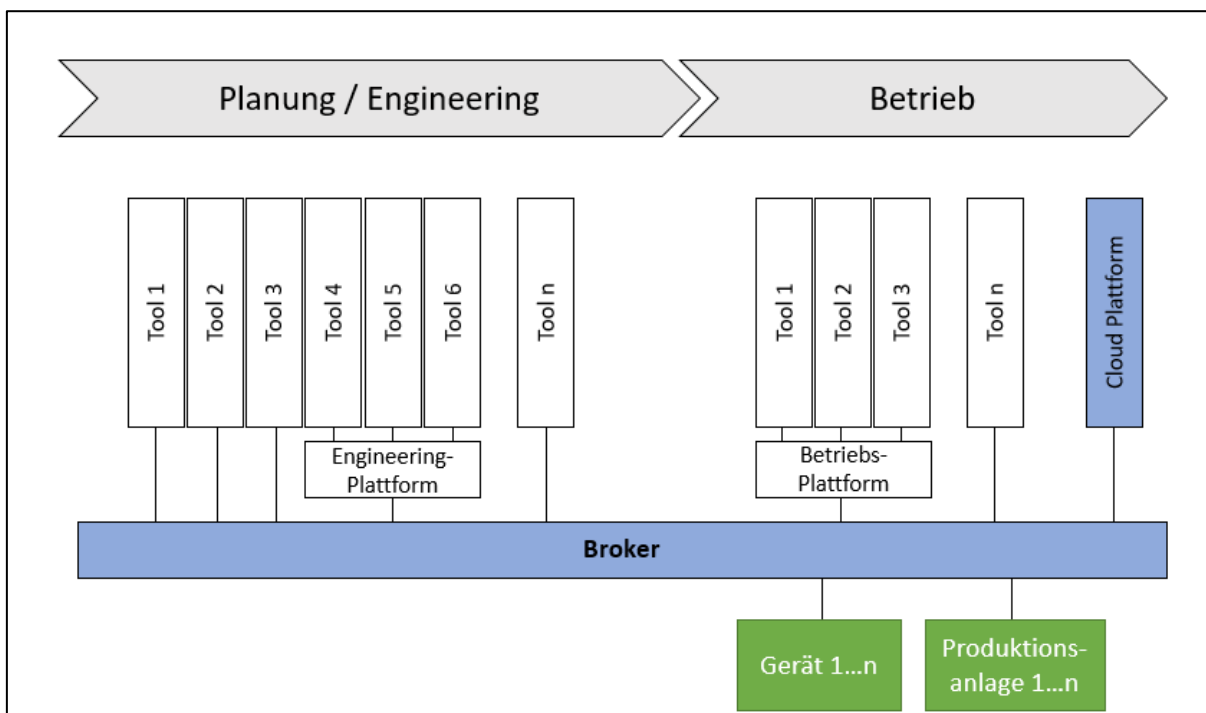 Planung / Engineering
Betrieb
Tool 1
Tool 2
Tool 3
Tool 4
Tool 5
Tool 6
Tool n
Tool 1
Tool 2
Tool 3
Tool n
Cloud Plattform
Engineering-
Plattform
Betriebs-
Plattform
Broker
Gerät 1...n
Produktions-
anlage 1...n